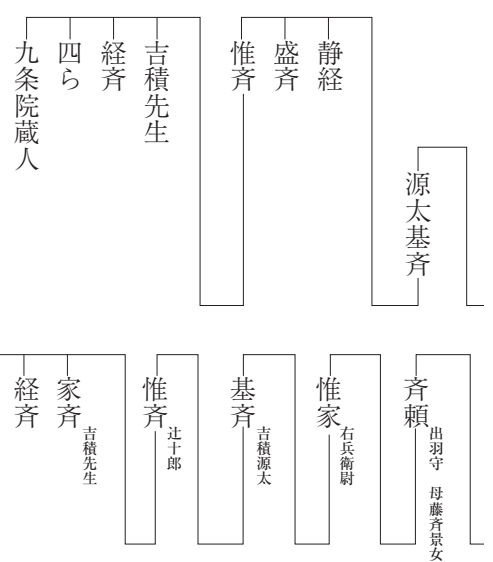 源太基斉
静経
盛斉
惟斉
吉積先生
経斉
四ら
九条院蔵人
斉頼
出羽守 母藤斉景女
惟家
右兵衛尉
基斉
吉積源太
惟斉
辻十郎
家斉
吉積先生
経斉